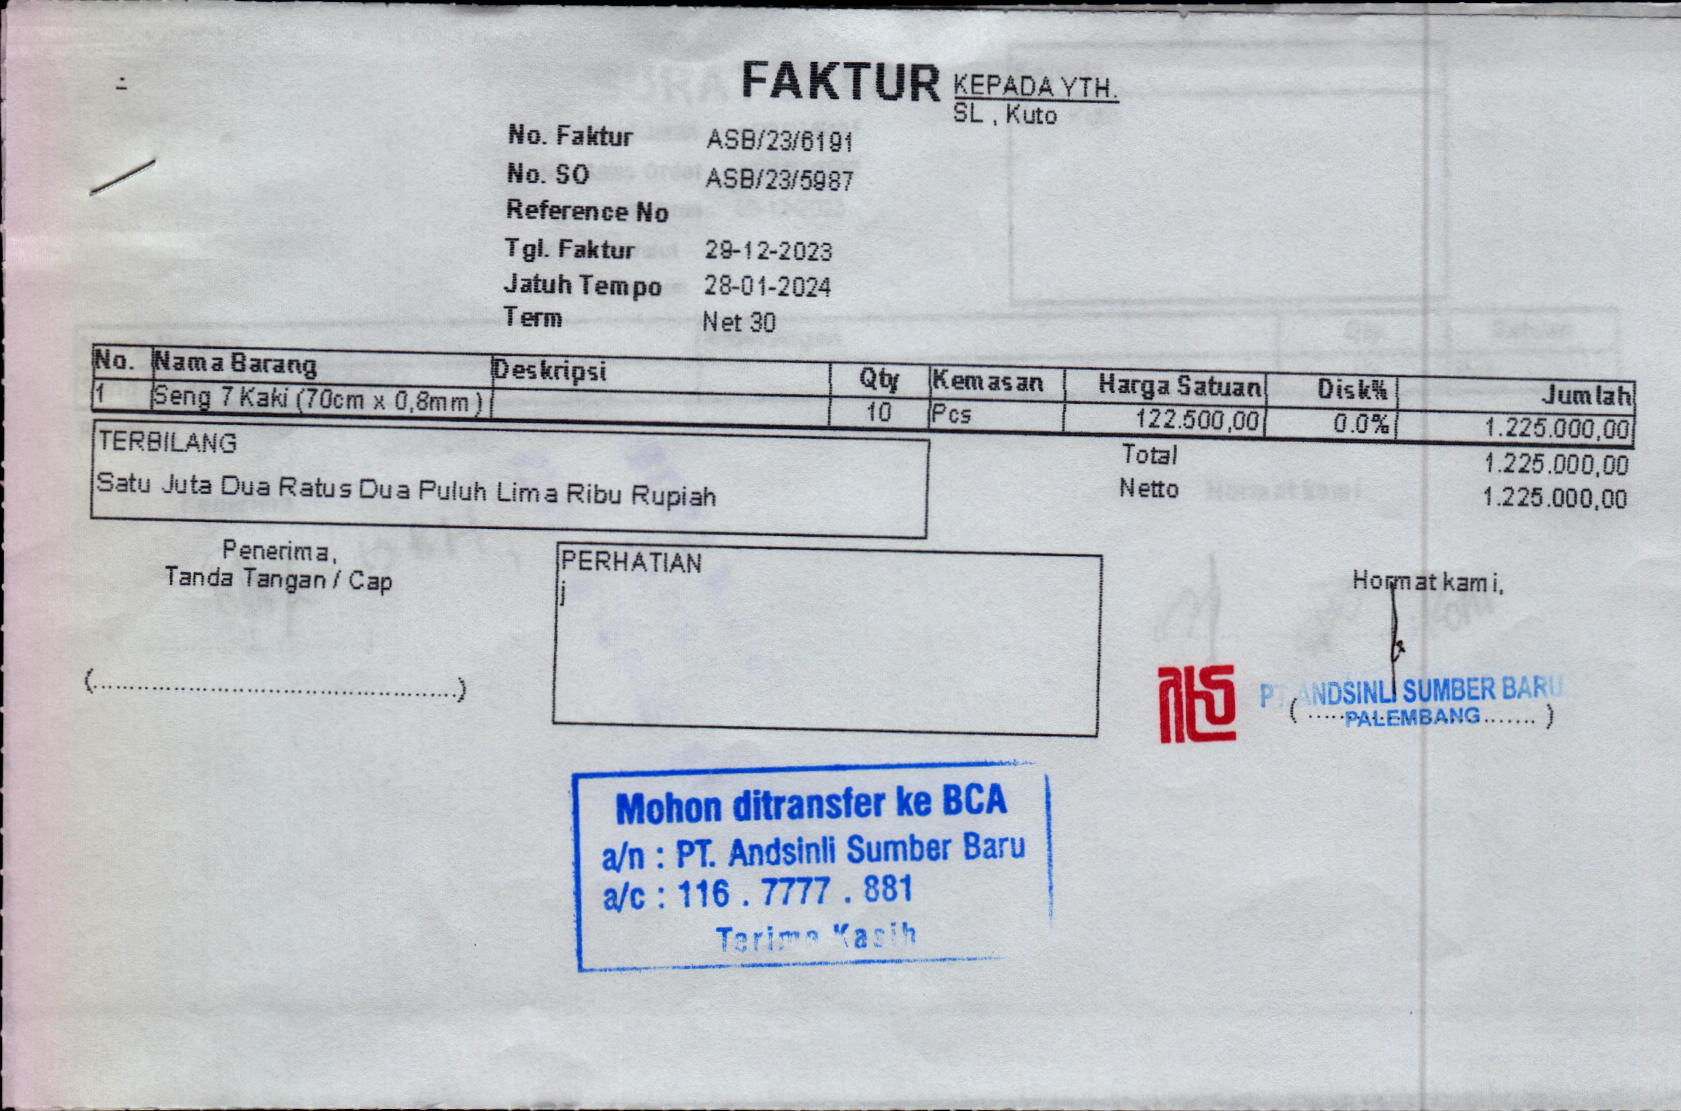 FAKTUR
KEPADA YTH.
SL , Kuto
No. Faktur ASB/23/6191
No. SO ASB/23/5987
Reference No
Tgl. Faktur 29-12-2023
Jatuh Tempo 28-01-2024
Term Net 30
No. Nama Barang Deskripsi Qty Kemasan Harga Satuan Disk% Jumlah
1 Seng 7 Kaki (70cm x 0,8mm ) 10 Pcs 122.500,00 0.0% 1.225.000,00
TERBILANG
Satu Juta Dua Ratus Dua Puluh Lima Ribu Rupiah
Total 1.225.000,00
Netto 1.225.000,00
Penerima,
Tanda Tangan / Cap
(..............................................)
PERHATIAN
j
Hormat kami,
PT ANDSINLI SUMBER BARU
PALEMBANG
Mohon ditransfer ke BCA
a/n : PT. Andsinli Sumber Baru
a/c : 116 . 7777 . 881
Terima Kasih